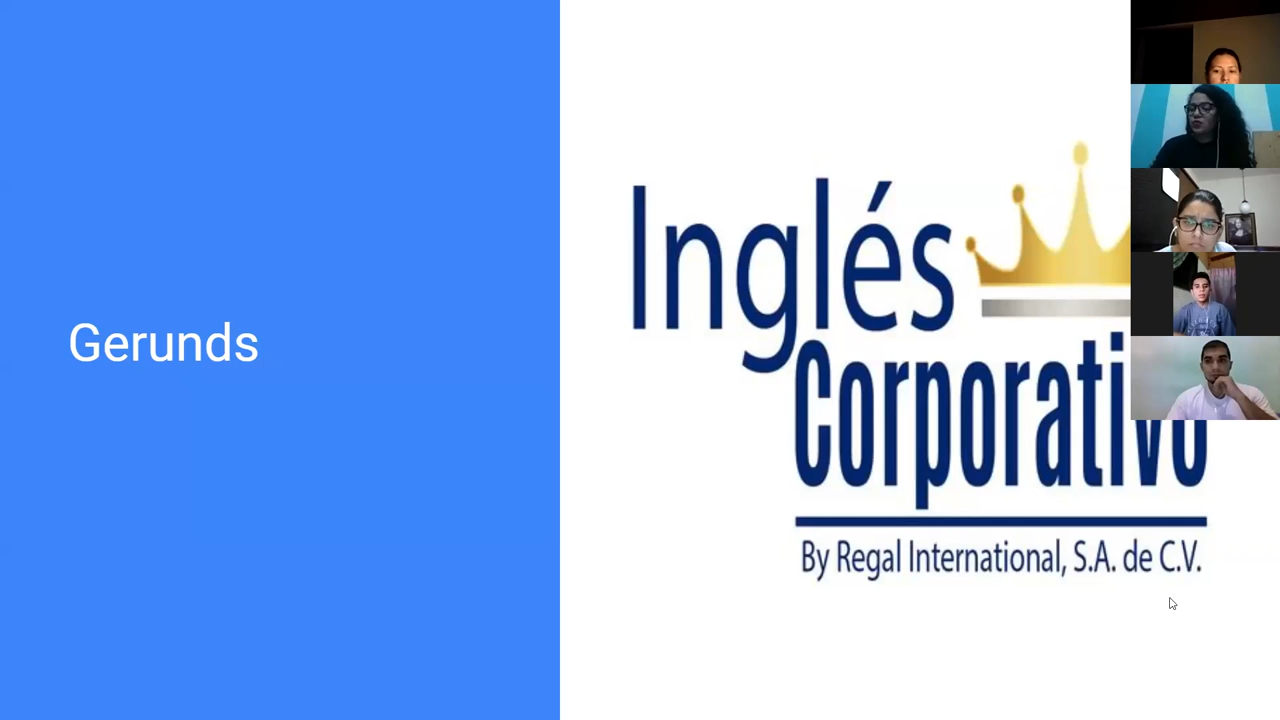 Gerunds
Inglés
Corporativo
By Regal International, S.A. de C.V.